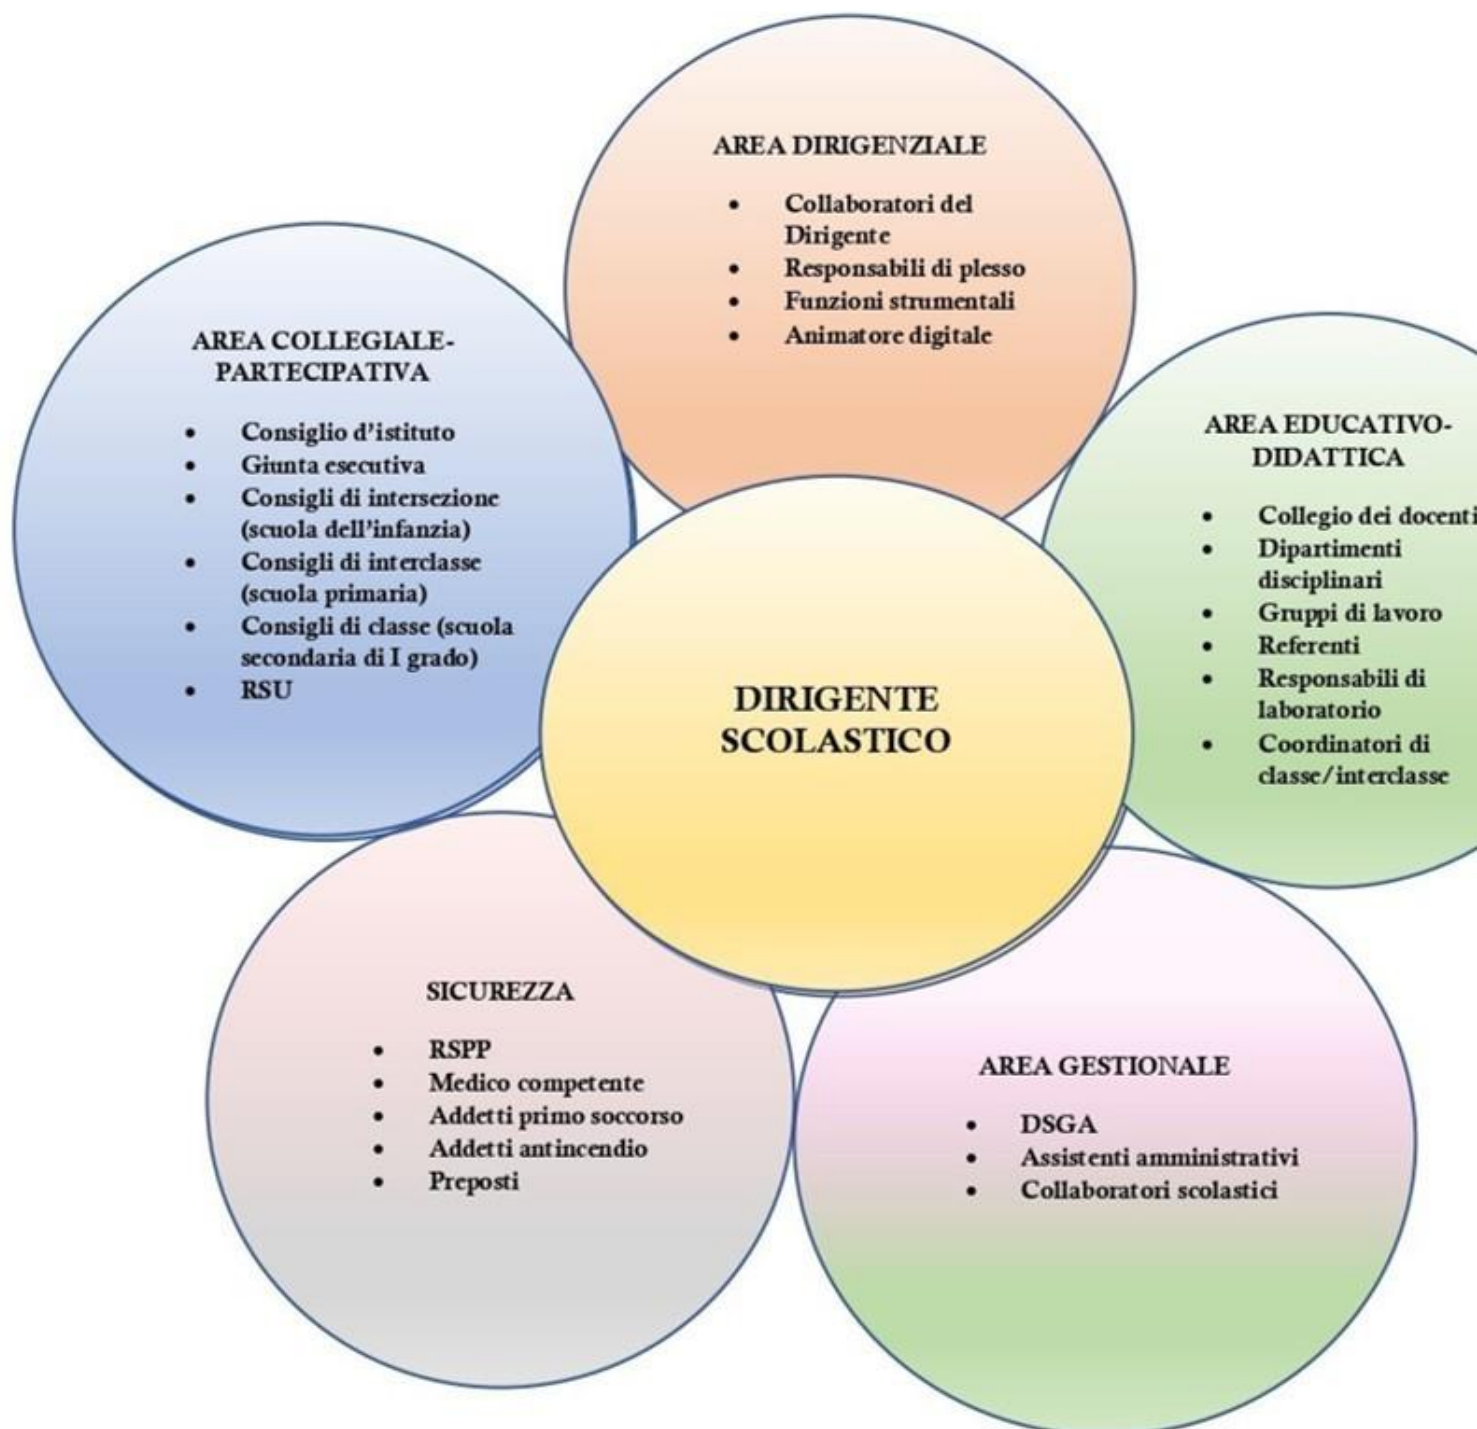 AREA DIRIGENZIALE
• Collaboratori del
Dirigente
• Responsabili di plesso
• Funzioni strumentali
• Animatore digitale
AREA COLLEGIALE-
PARTECIPATIVA
• Consiglio d'istituto
• Giunta esecutiva
• Consigli di intersezione
(scuola dell'infanzia)
• Consigli di interclasse
(scuola primaria)
• Consigli di classe (scuola
secondaria di I grado)
• RSU
AREA EDUCATIVO-
DIDATTICA
• Collegio dei docenti
• Dipartimenti
disciplinari
• Gruppi di lavoro
• Referenti
• Responsabili di
laboratorio
• Coordinatori di
classe/interclasse
DIRIGENTE
SCOLASTICO
SICUREZZA
• RSPP
• Medico competente
• Addetti primo soccorso
• Addetti antincendio
• Preposti
AREA GESTIONALE
• DSGA
• Assistenti amministrativi
• Collaboratori scolastici